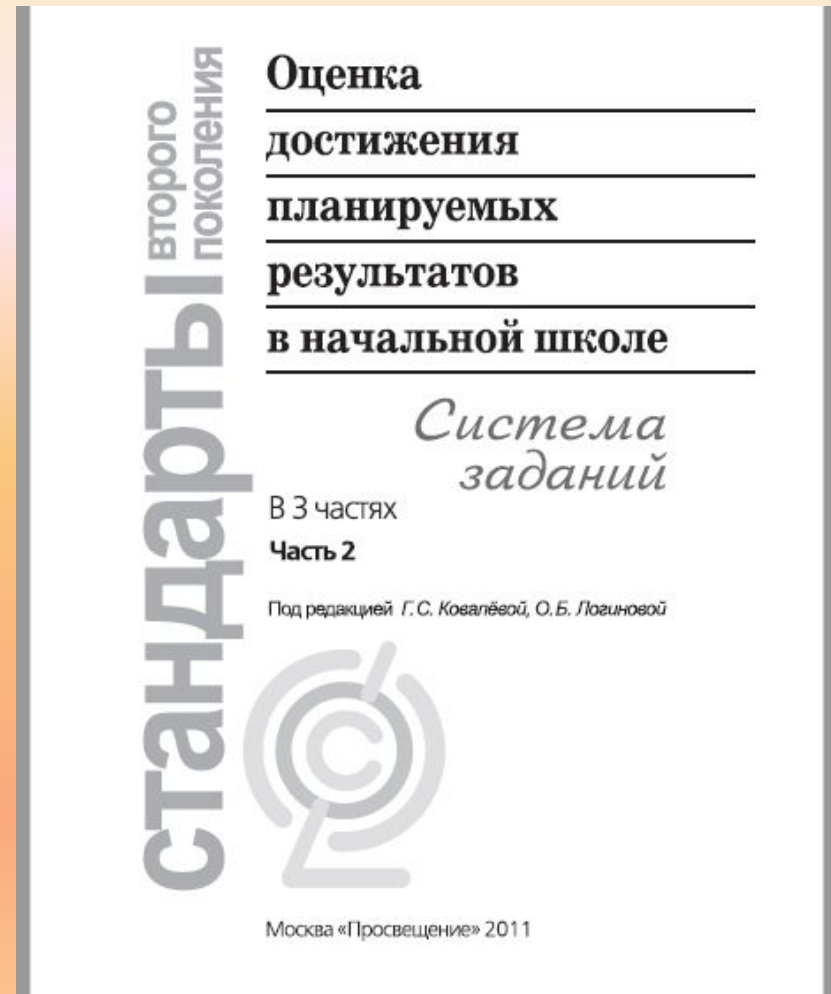 стандарты
второго
поколения
Оценка
достижения
планируемых
результатов
в начальной школе
Система
заданий
В 3 частях
Часть 2
Под редакцией Г. С. Ковалёвой, О. Б. Логиновой
Москва «Просвещение» 2011